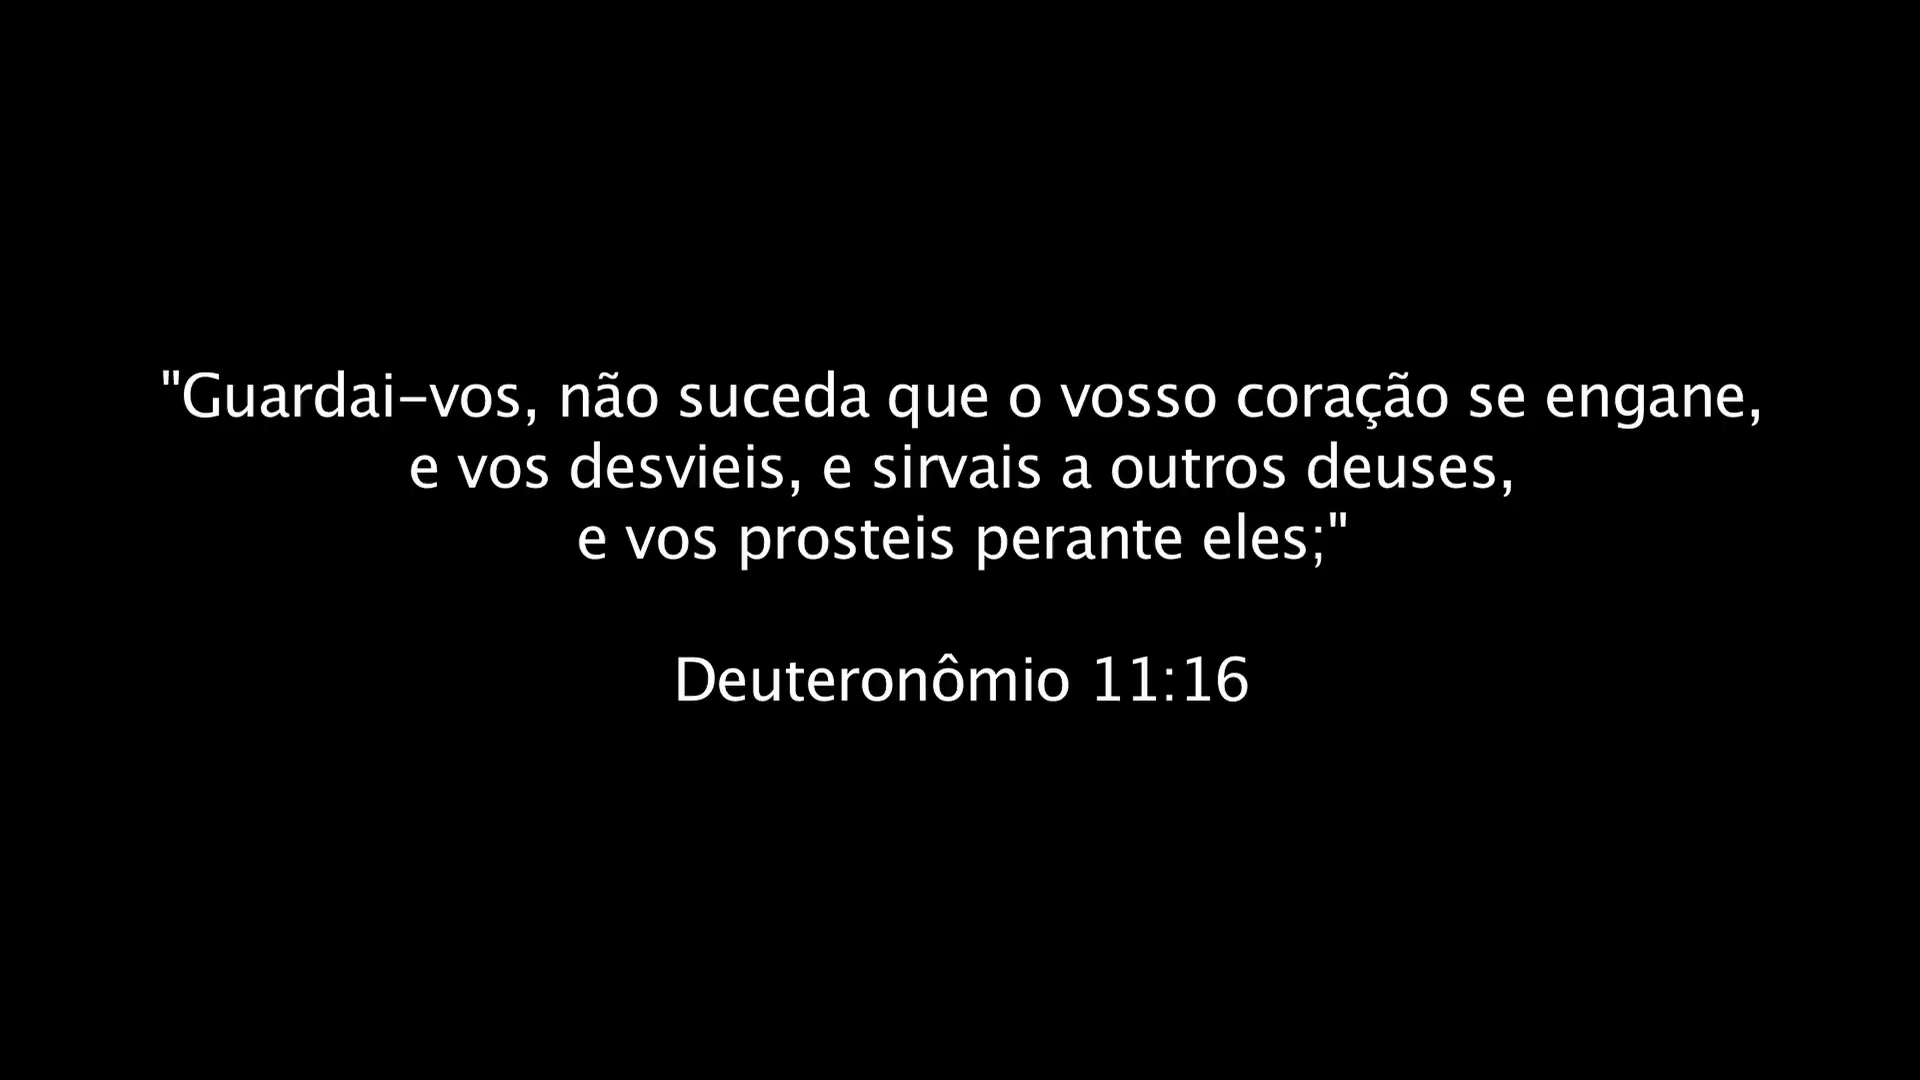 "Guardai-vos, não suceda que o vosso coração se engane,
e vos desvieis, e sirvais a outros deuses,
e vos prosteis perante eles;"
Deuteronômio 11:16